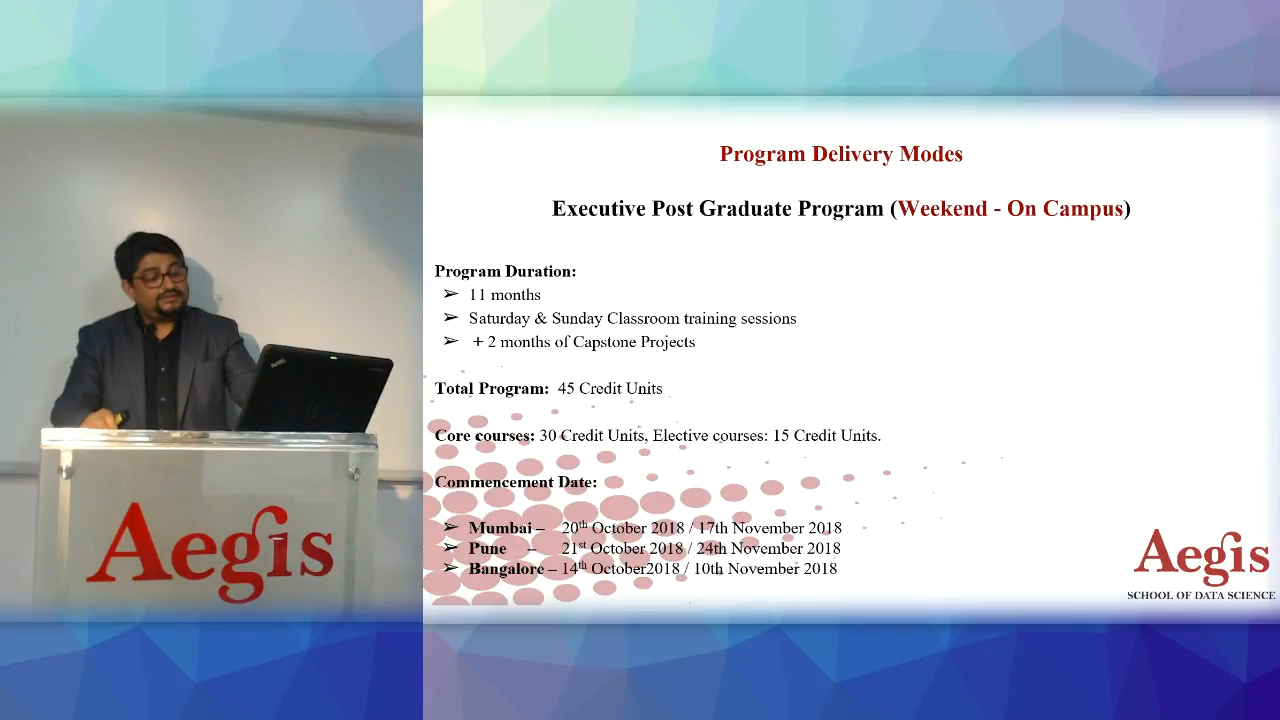 Program Delivery Modes
Executive Post Graduate Program (Weekend - On Campus)
Program Duration:
➢ 11 months
➢ Saturday & Sunday Classroom training sessions
➢ + 2 months of Capstone Projects
Total Program: 45 Credit Units
Core courses: 30 Credit Units, Elective courses: 15 Credit Units.
Commencement Date:
➢ Mumbai – 20th October 2018 / 17th November 2018
➢ Pune – 21st October 2018 / 24th November 2018
➢ Bangalore – 14th October2018 / 10th November 2018
Aegis
SCHOOL OF DATA SCIENCE
Aegis